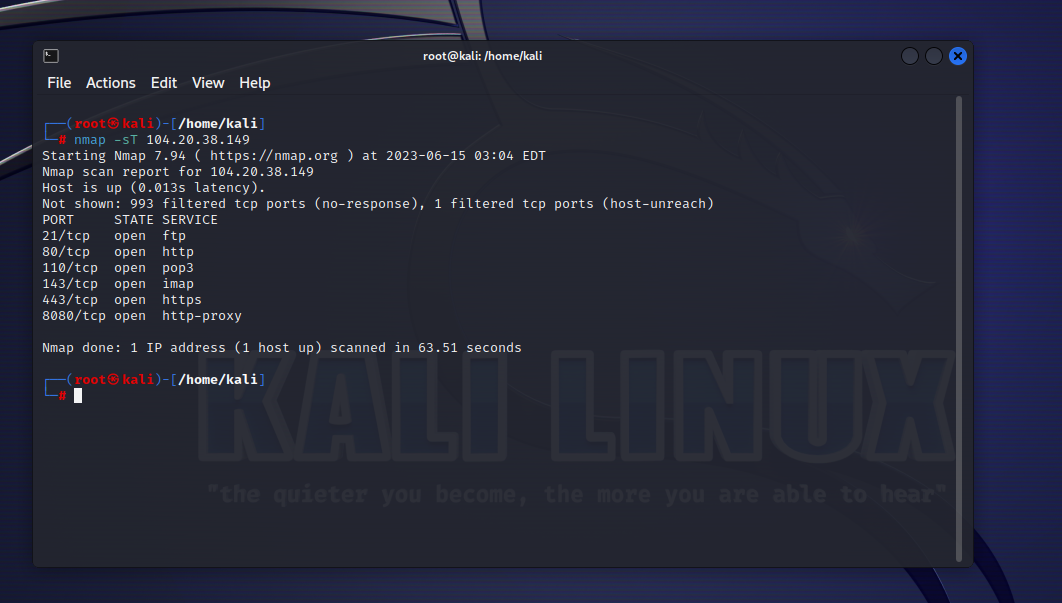 root@kali: /home/kali
File Actions Edit View Help
┌──(root㉿kali)-[/home/kali]
└─# nmap -sT 104.20.38.149
Starting Nmap 7.94 ( https://nmap.org ) at 2023-06-15 03:04 EDT
Nmap scan report for 104.20.38.149
Host is up (0.013s latency).
Not shown: 993 filtered tcp ports (no-response), 1 filtered tcp ports (host-unreach)
PORT     STATE SERVICE
21/tcp   open  ftp
80/tcp   open  http
110/tcp  open  pop3
143/tcp  open  imap
443/tcp  open  https
8080/tcp open  http-proxy
Nmap done: 1 IP address (1 host up) scanned in 63.51 seconds
┌──(root㉿kali)-[/home/kali]
└─#
KALI LINUX
"the quieter you become, the more you are able to hear"